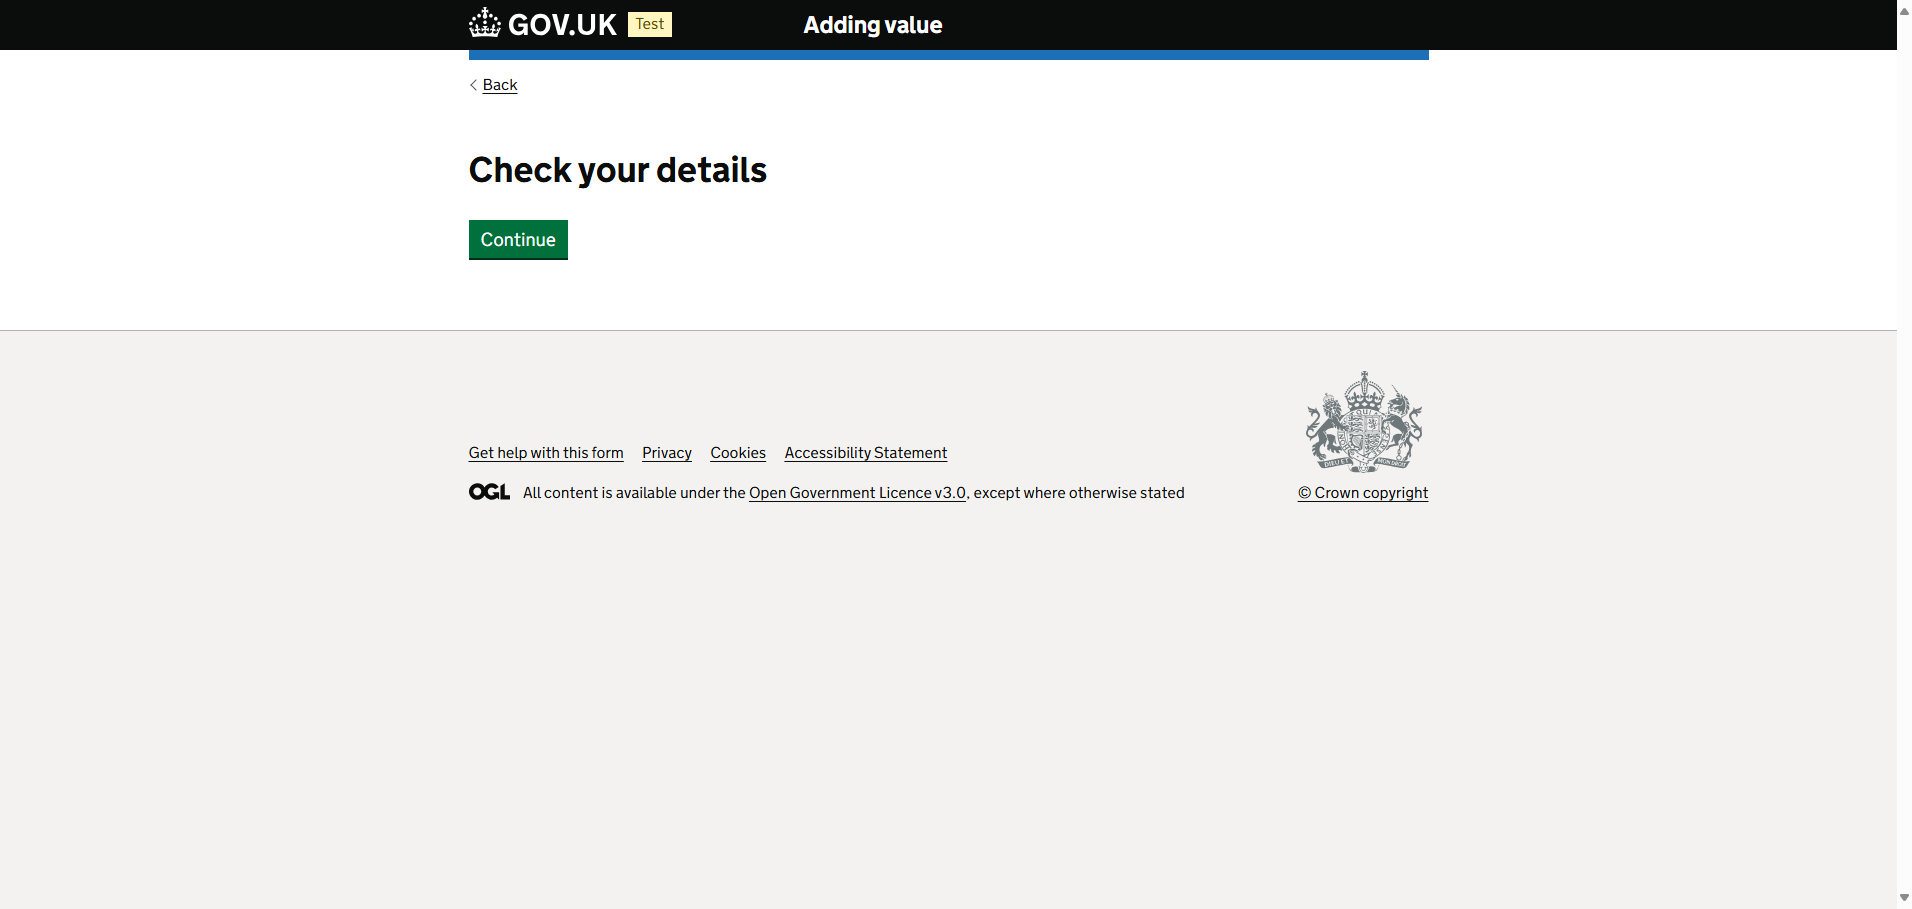 GOV.UK Test Adding value
Back
Check your details
Continue
Get help with this form Privacy Cookies Accessibility Statement
OGL All content is available under the Open Government Licence v3.0, except where otherwise stated
© Crown copyright